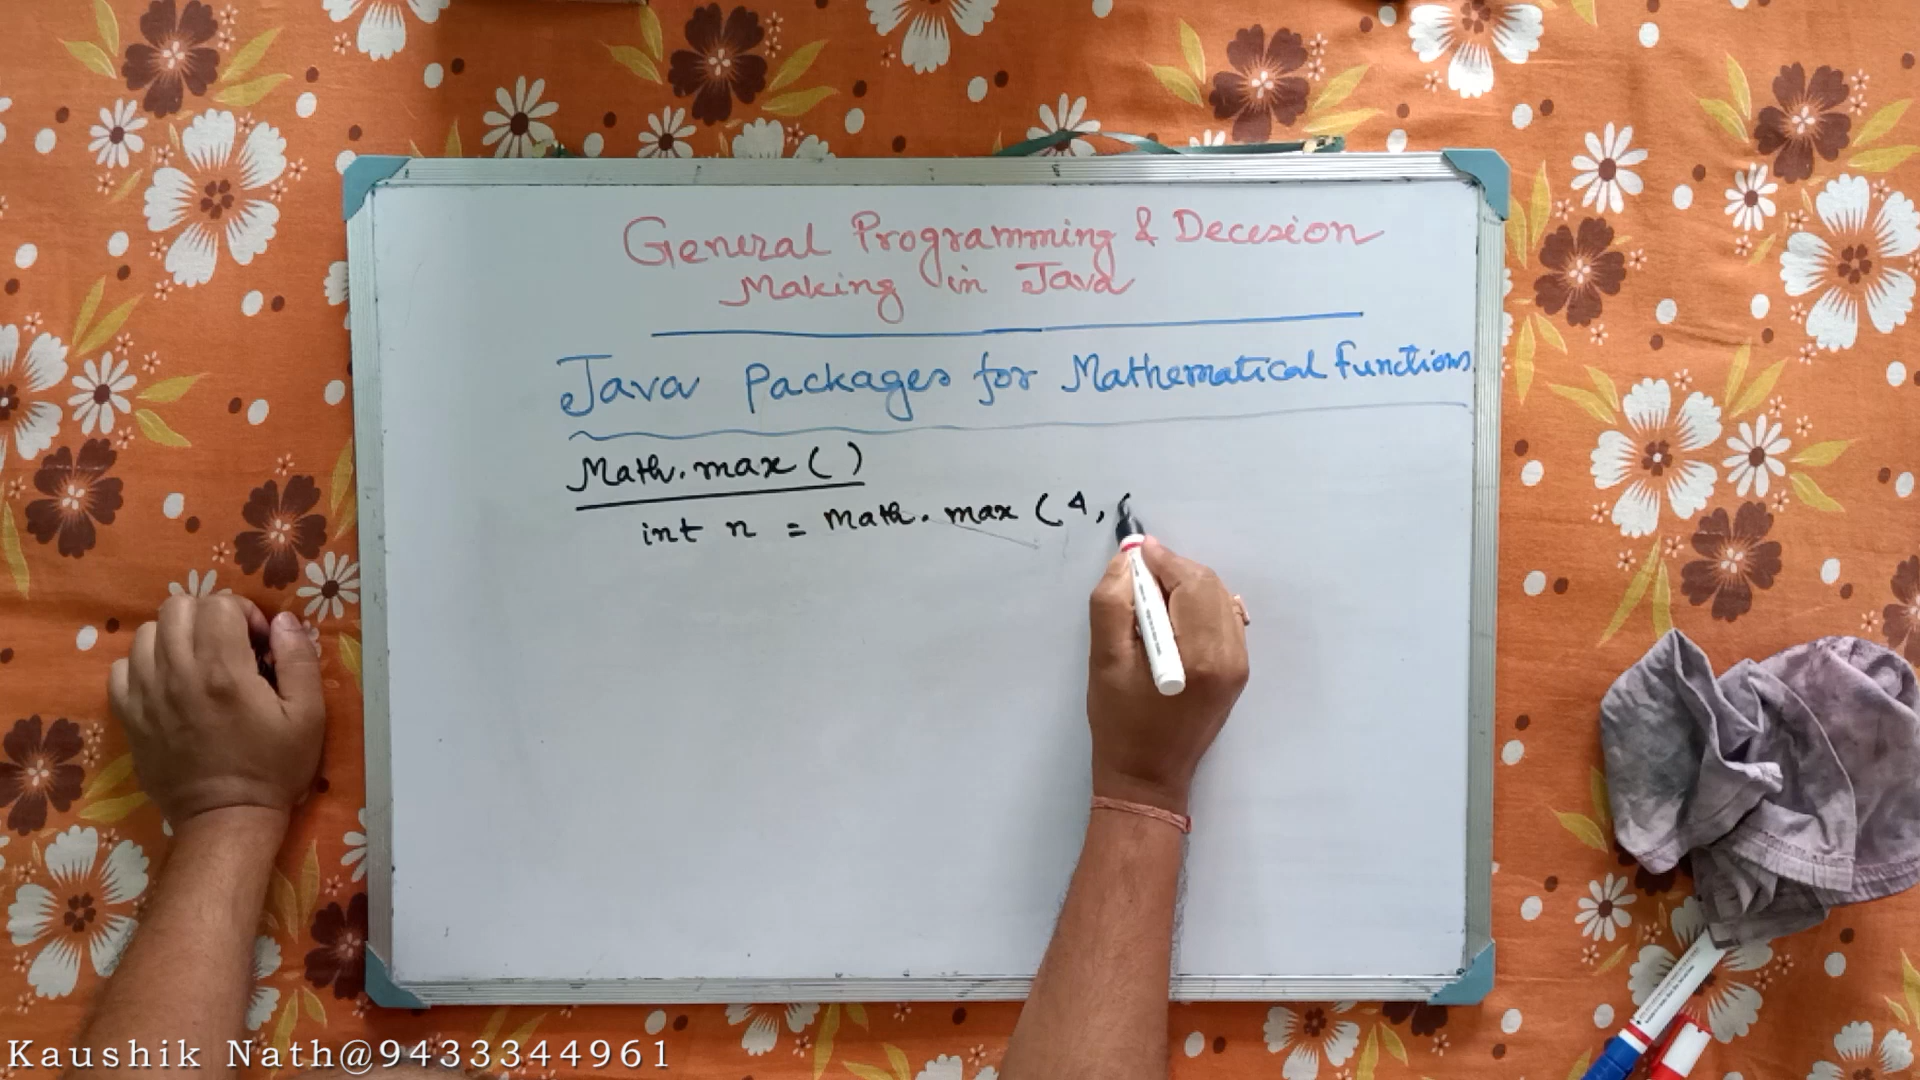 General Programming & Decesion
Making in Java
Java Packages for Mathematical Functions
Math.max()
int n = Math.max(4,
Kaushik Nath@9433344961